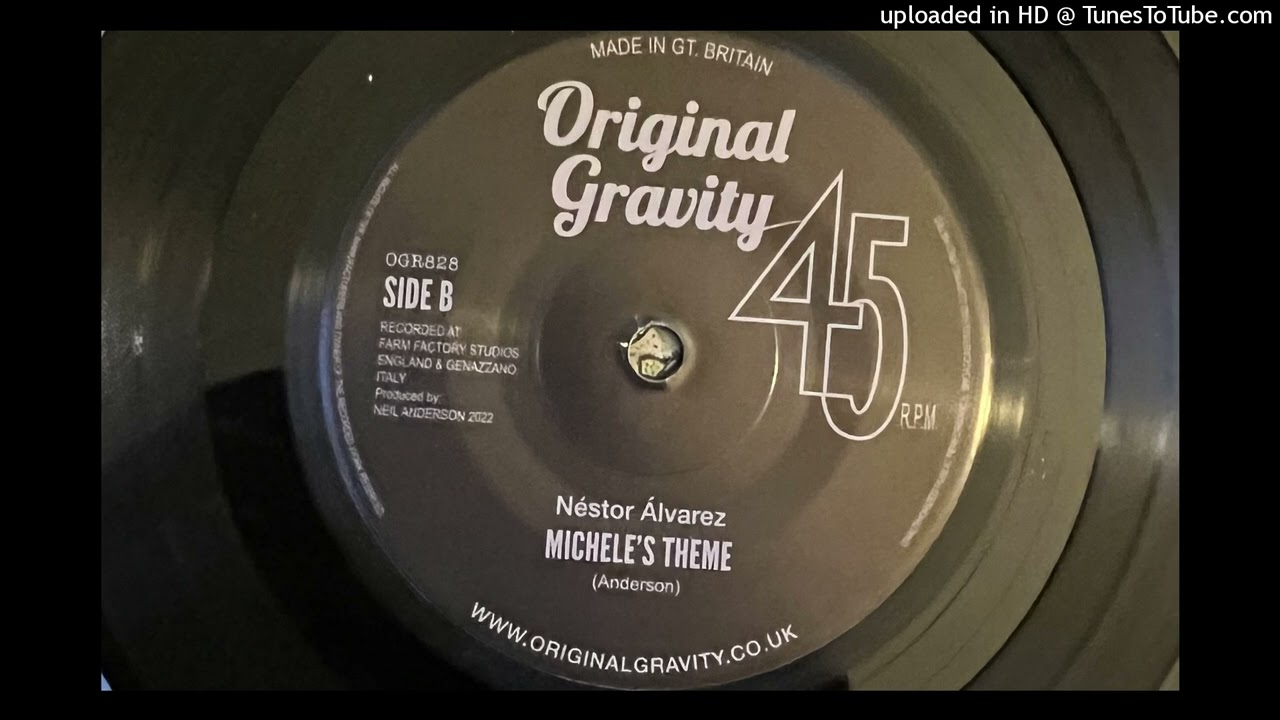 uploaded in HD @ TunesToTube.com
MADE IN GT. BRITAIN
Original
Gravity
45
R.P.M.
OGR828
SIDE B
RECORDED AT
FARM FACTORY STUDIOS
ENGLAND & GENAZZANO
ITALY
Produced by:
NEIL ANDERSON 2022
Néstor Álvarez
MICHELE'S THEME
(Anderson)
WWW.ORIGINALGRAVITY.CO.UK